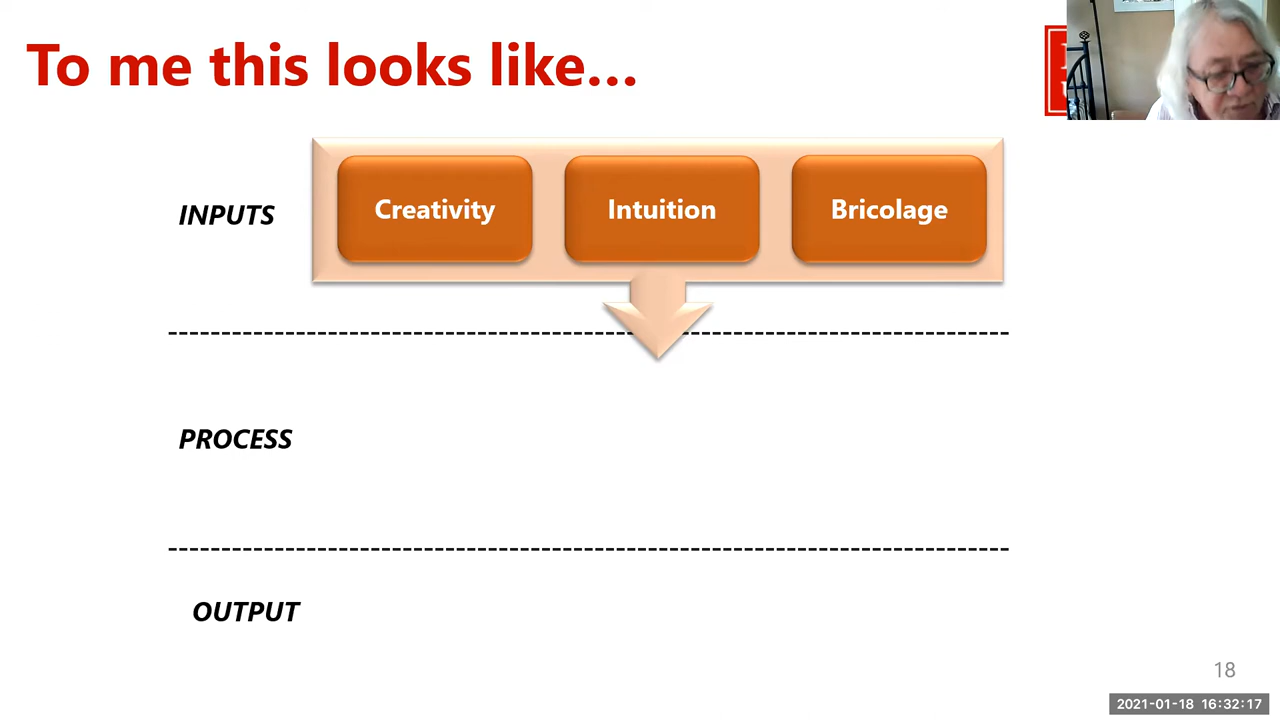 To me this looks like...
INPUTS
Creativity
Intuition
Bricolage
PROCESS
OUTPUT
18
2021-01-18 16:32:17